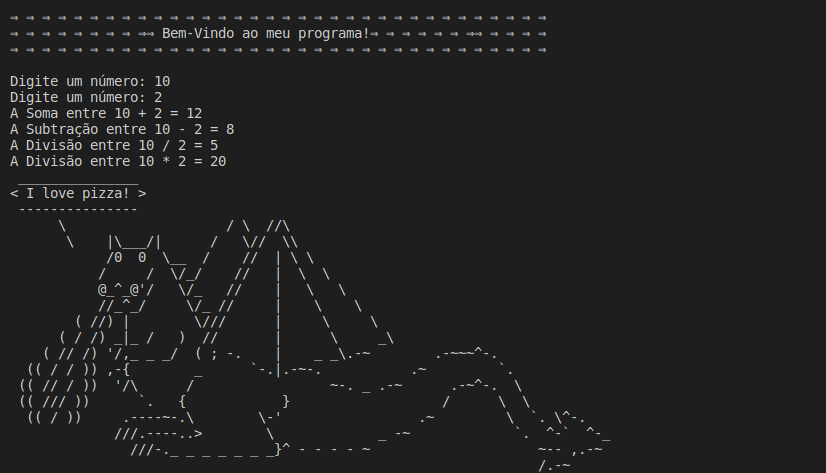 ⇒ ⇒ ⇒ ⇒ ⇒ ⇒ ⇒ ⇒ ⇒ ⇒ ⇒ ⇒ ⇒ ⇒ ⇒ ⇒ ⇒ ⇒ ⇒ ⇒ ⇒ ⇒ ⇒ ⇒ ⇒ ⇒ ⇒ ⇒ ⇒ ⇒ ⇒ ⇒ ⇒ ⇒
⇒ ⇒ ⇒ ⇒ ⇒ ⇒ ⇒ ⇒ ⇒⇒ Bem-Vindo ao meu programa!⇒ ⇒ ⇒ ⇒ ⇒ ⇒ ⇒⇒ ⇒ ⇒ ⇒ ⇒
⇒ ⇒ ⇒ ⇒ ⇒ ⇒ ⇒ ⇒ ⇒ ⇒ ⇒ ⇒ ⇒ ⇒ ⇒ ⇒ ⇒ ⇒ ⇒ ⇒ ⇒ ⇒ ⇒ ⇒ ⇒ ⇒ ⇒ ⇒ ⇒ ⇒ ⇒ ⇒ ⇒ ⇒
Digite um número: 10
Digite um número: 2
A Soma entre 10 + 2 = 12
A Subtração entre 10 - 2 = 8
A Divisão entre 10 / 2 = 5
A Divisão entre 10 * 2 = 20
< I love pizza! >